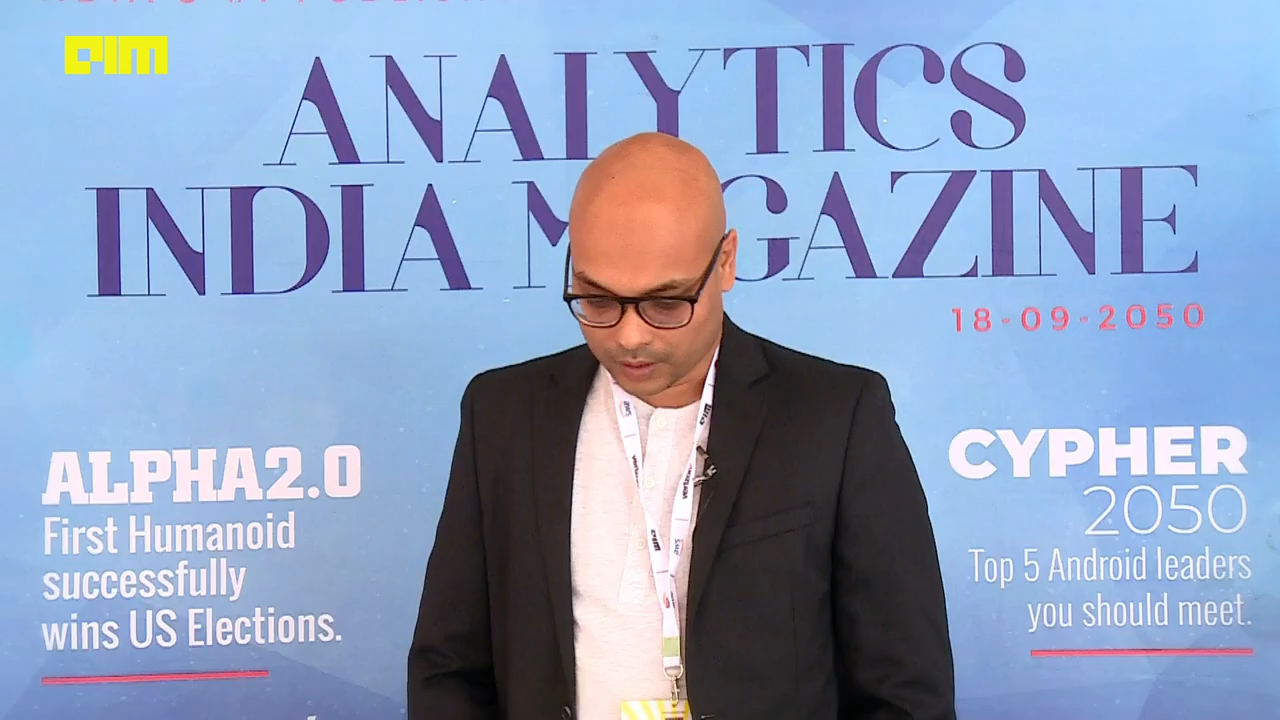 AIM
ANALYTICS
INDIA MAGAZINE
18-09-2050
ALPHA2.0
First Humanoid
successfully
wins US Elections.
CYPHER
2050
Top 5 Android leaders
you should meet.